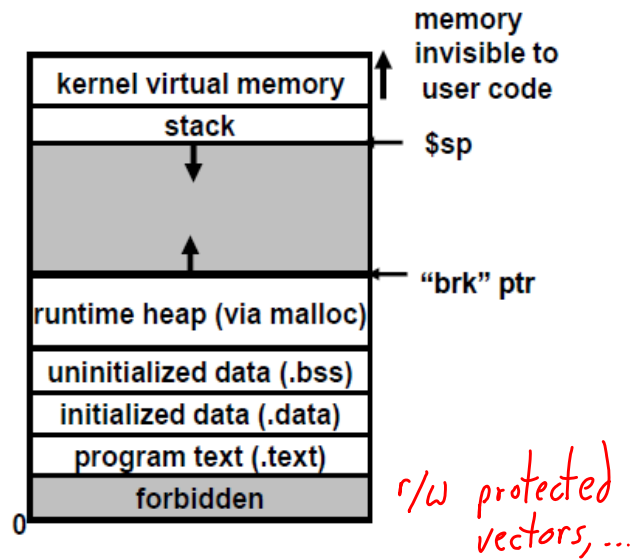 memory
invisible to
user code
kernel virtual memory
stack
$sp
“brk” ptr
runtime heap (via malloc)
uninitialized data (.bss)
initialized data (.data)
program text (.text)
forbidden
0
r/w protected
vectors, ...